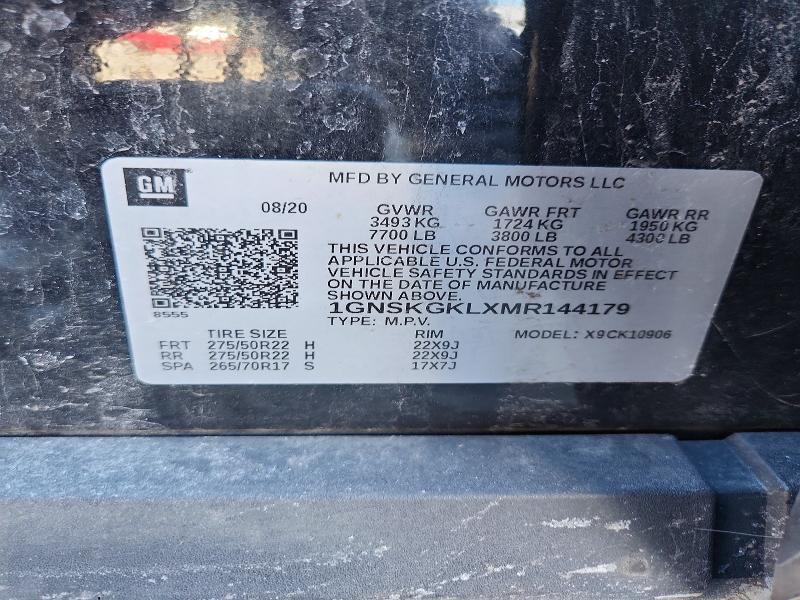 GM
MFD BY GENERAL MOTORS LLC
08/20 GVWR GAWR FRT GAWR RR
3493 KG 1724 KG 1950 KG
7700 LB 3800 LB 4300 LB
THIS VEHICLE CONFORMS TO ALL
APPLICABLE U.S. FEDERAL MOTOR
VEHICLE SAFETY STANDARDS IN EFFECT
ON THE DATE OF MANUFACTURE
SHOWN ABOVE.
8555 1GNSKGKLXMR144179
TYPE: M.P.V. MODEL: X9CK10906
TIRE SIZE RIM
FRT 275/50R22 H 22X9J
RR 275/50R22 H 22X9J
SPA 265/70R17 S 17X7J